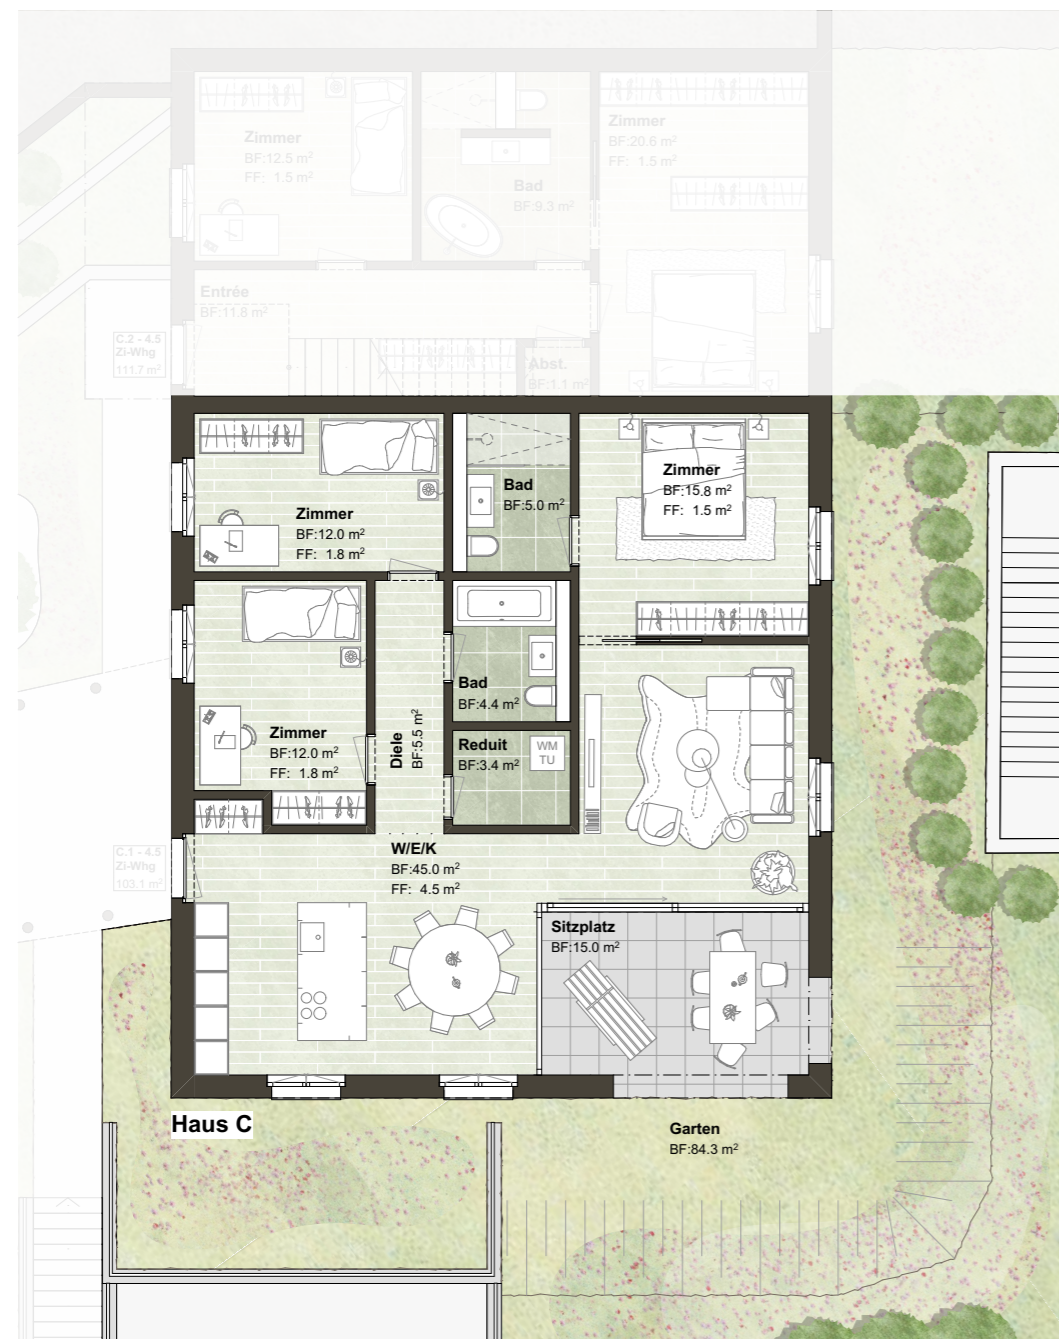 Zimmer
BF:12.5 m²
FF: 1.5 m²
Bad
BF:9.3 m²
Zimmer
BF:20.6 m²
FF: 1.5 m²
Entrée
BF:11.8 m²
C.2 - 4.5
Zi-Whg
111.7 m²
Abst.
BF:1.1 m²
Zimmer
BF:12.0 m²
FF: 1.8 m²
Bad
BF:5.0 m²
Zimmer
BF:15.8 m²
FF: 1.5 m²
Zimmer
BF:12.0 m²
FF: 1.8 m²
Diele
BF:5.5 m²
Bad
BF:4.4 m²
Reduit
BF:3.4 m²
WM
TU
C.1 - 4.5
Zi-Whg
103.1 m²
W/E/K
BF:45.0 m²
FF: 4.5 m²
Sitzplatz
BF:15.0 m²
Haus C
Garten
BF:84.3 m²